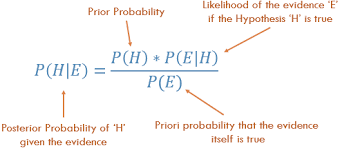 Prior Probability
Likelihood of the evidence ‘E’
if the Hypothesis ‘H’ is true
P(H|E) = P(H) * P(E|H) / P(E)
Posterior Probability of ‘H’
given the evidence
Priori probability that the evidence
itself is true